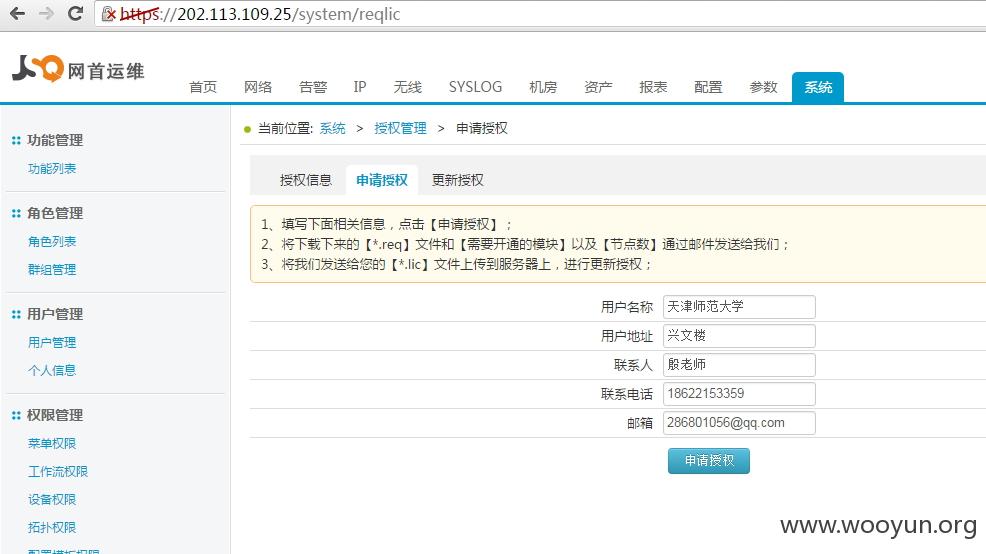 https://202.113.109.25/system/reqlic
JSQ 网首运维
首页 网络 告警 IP 无线 SYSLOG 机房 资产 报表 配置 参数 系统
当前位置: 系统 > 授权管理 > 申请授权
功能管理
功能列表
角色管理
角色列表
群组管理
用户管理
用户管理
个人信息
权限管理
菜单权限
工作流权限
设备权限
拓扑权限
配置模板权限
授权信息 申请授权 更新授权
1、填写下面相关信息，点击【申请授权】；
2、将下载下来的【*.req】文件和【需要开通的模块】以及【节点数】通过邮件发送给我们；
3、将我们发送给您的【*.lic】文件上传到服务器上，进行更新授权；
用户名称 天津师范大学
用户地址 兴文楼
联系人 殷老师
联系电话 18622153359
邮箱 286801056@qq.com
申请授权
www.wooyun.org